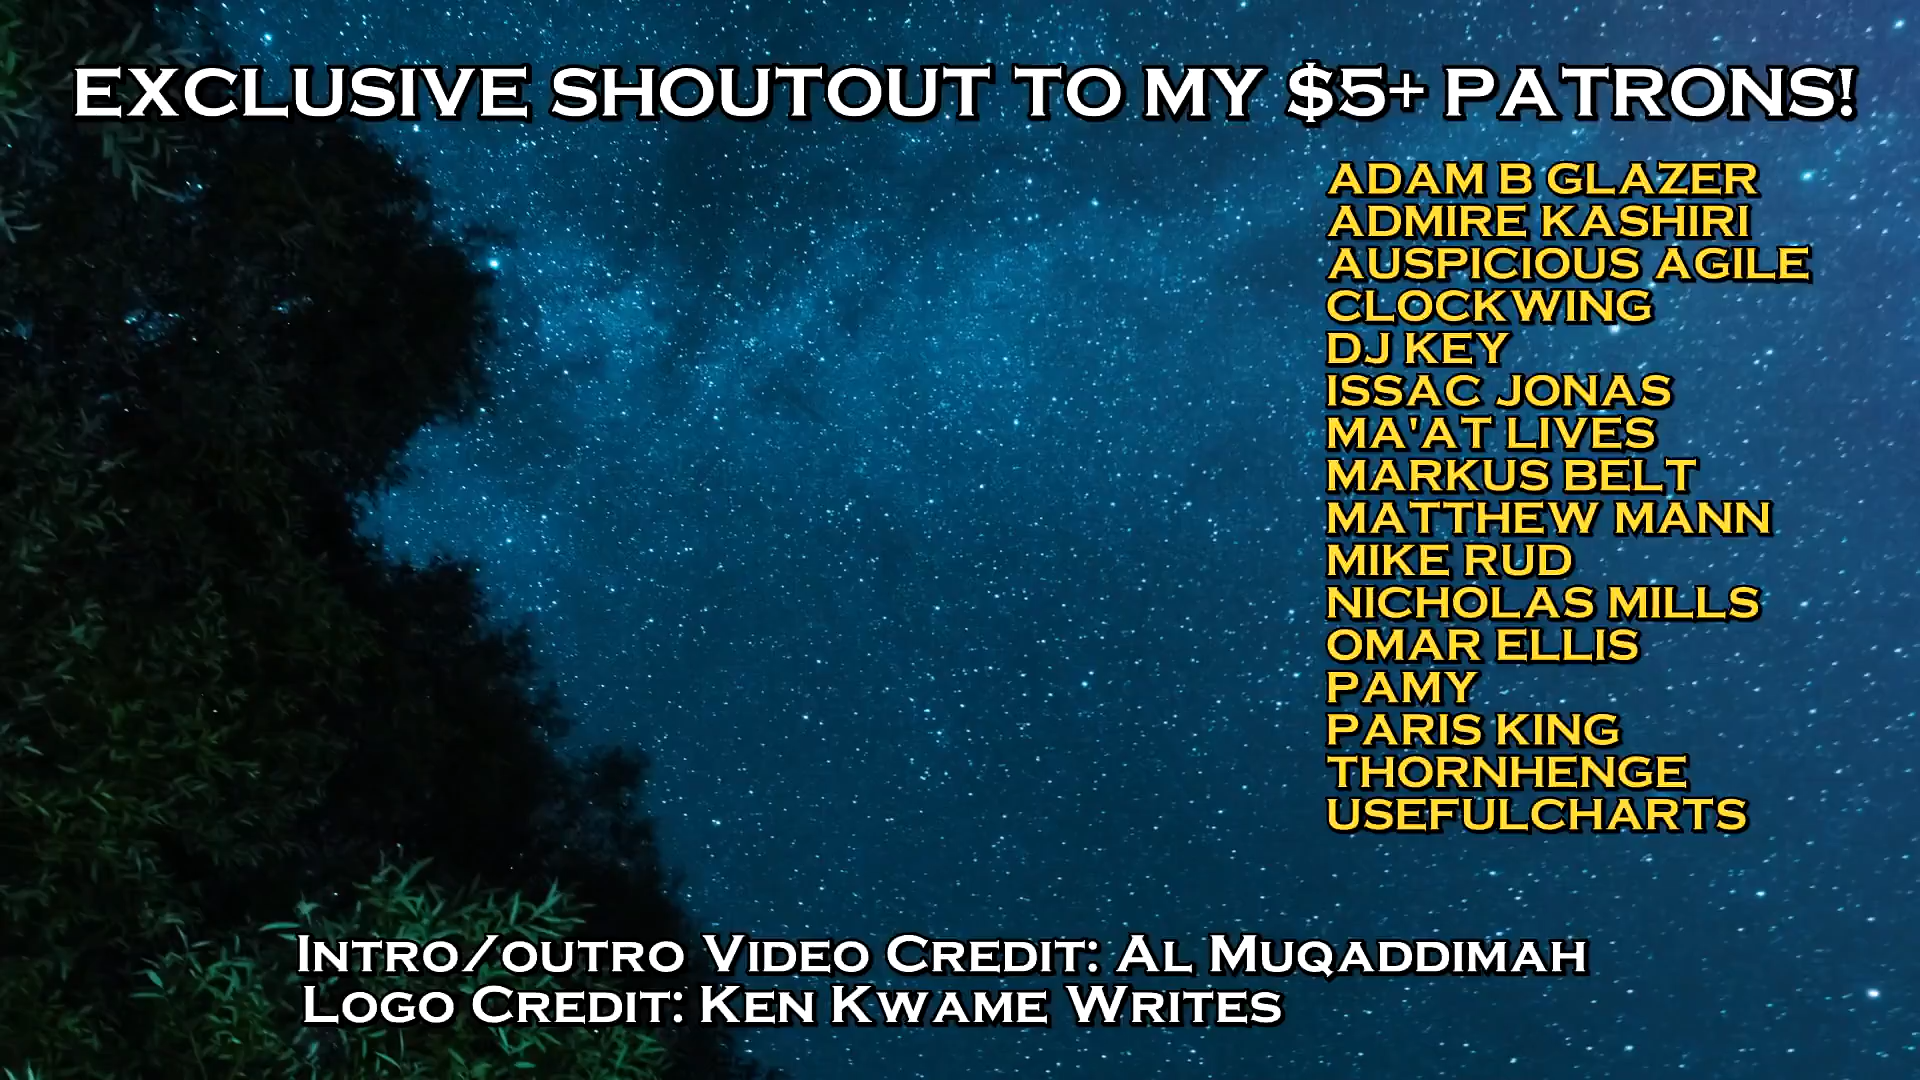 EXCLUSIVE SHOUTOUT TO MY $5+ PATRONS!
ADAM B GLAZER
ADMIRE KASHIRI
AUSPICIOUS AGILE
CLOCKWING
DJ KEY
ISSAC JONAS
MA'AT LIVES
MARKUS BELT
MATTHEW MANN
MIKE RUD
NICHOLAS MILLS
OMAR ELLIS
PAMY
PARIS KING
THORNHENGE
USEFULCHARTS
Intro/outro Video Credit: Al Muqaddimah
Logo Credit: Ken Kwame Writes